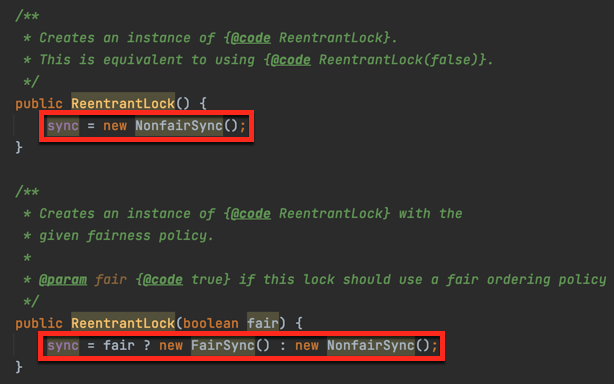 /**
 * Creates an instance of {@code ReentrantLock}.
 * This is equivalent to using {@code ReentrantLock(false)}.
 */
public ReentrantLock() {
    sync = new NonfairSync();
}
/**
 * Creates an instance of {@code ReentrantLock} with the
 * given fairness policy.
 *
 * @param fair {@code true} if this lock should use a fair ordering policy
 */
public ReentrantLock(boolean fair) {
    sync = fair ? new FairSync() : new NonfairSync();
}